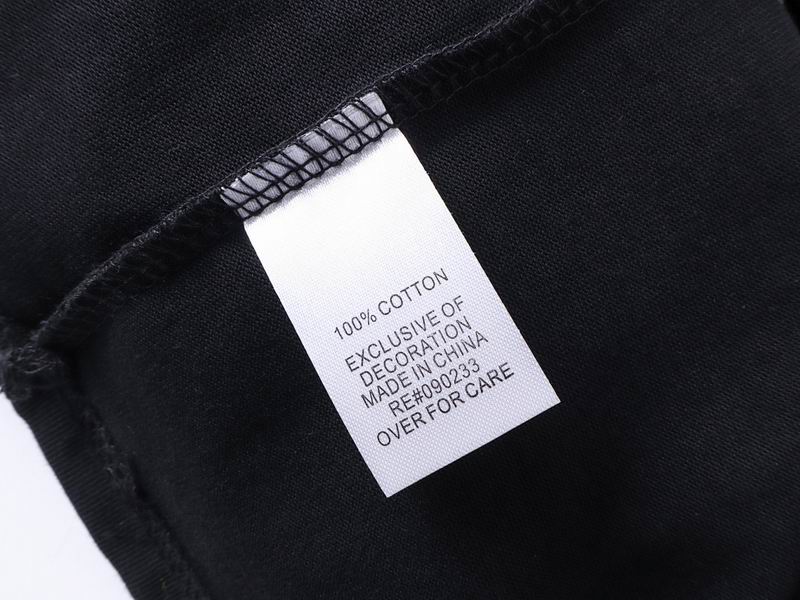 100% COTTON
EXCLUSIVE OF
DECORATION
MADE IN CHINA
RE#090233
OVER FOR CARE